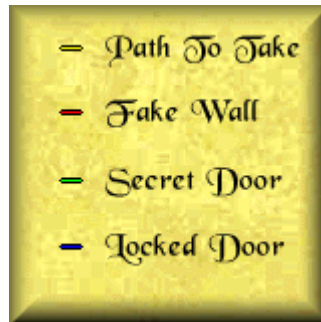 Path To Take
Fake Wall
Secret Door
Locked Door